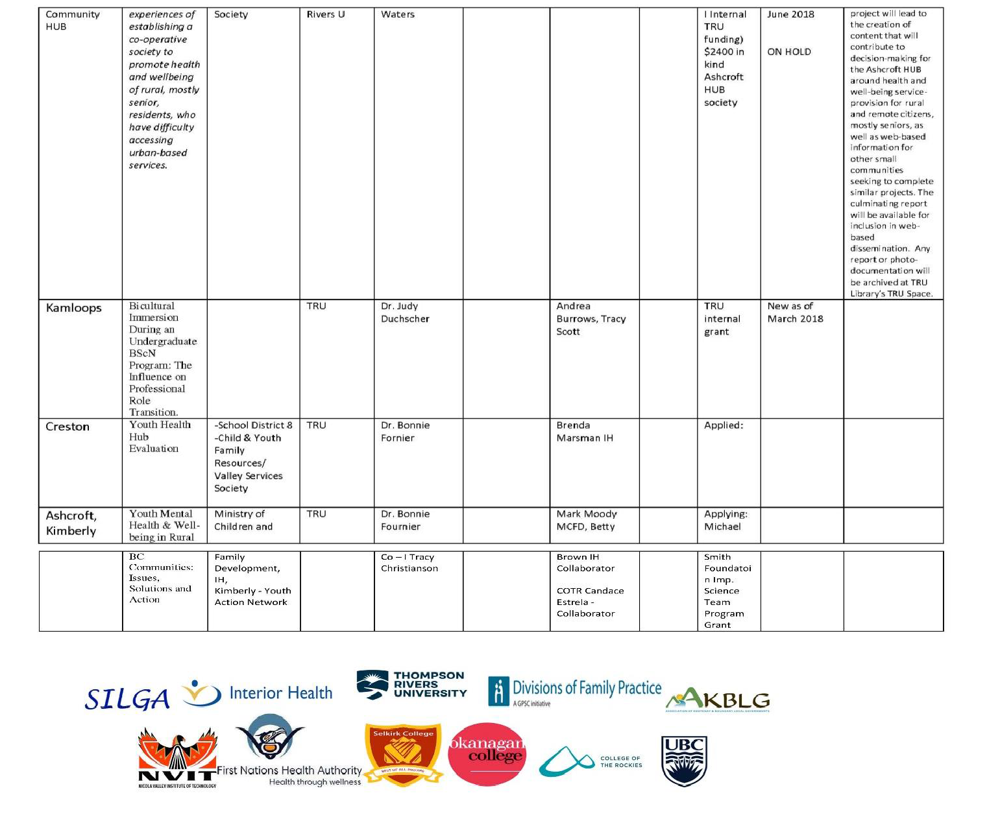 Community
HUB
experiences of
establishing a
co-operative
society to
promote health
and wellbeing
of rural, mostly
senior,
residents, who
have difficulty
accessing
urban-based
services.
Society
Rivers U
Waters
I Internal
TRU
funding)
$2400 in
kind
Ashcroft
HUB
society
June 2018
ON HOLD
project will lead to
the creation of
content that will
contribute to
decision-making for
the Ashcroft HUB
around health and
well-being service-
provision for rural
and remote citizens,
mostly seniors, as
well as web-based
information for
other small
communities
seeking to complete
similar projects. The
culminating report
will be available for
inclusion in web-
based
dissemination. Any
report or photo-
documentation will
be archived at TRU
Library's TRU Space.
Kamloops
Bicultural
Immersion
During an
Undergraduate
BScN
Program: The
Influence on
Professional
Role
Transition.
TRU
Dr. Judy
Duchscher
Andrea
Burrows, Tracy
Scott
TRU
internal
grant
New as of
March 2018
Creston
Youth Health
Hub
Evaluation
-School District 8
-Child & Youth
Family
Resources/
Valley Services
Society
TRU
Dr. Bonnie
Fornier
Brenda
Marsman IH
Applied:
Ashcroft,
Kimberly
Youth Mental
Health & Well-
being in Rural
Ministry of
Children and
TRU
Dr. Bonnie
Fournier
Mark Moody
MCFD, Betty
Applying:
Michael
BC
Communities:
Issues,
Solutions and
Action
Family
Development,
IH,
Kimberly - Youth
Action Network
Co – I Tracy
Christianson
Brown IH
Collaborator
COTR Candace
Estrela -
Collaborator
Smith
Foundatoi
n Imp.
Science
Team
Program
Grant
SILGA
Interior Health
THOMPSON
RIVERS
UNIVERSITY
Divisions of Family Practice
A GPSC initiative
AKBLG
ASSOCIATION OF KOOTENAY & BOUNDARY LOCAL GOVERNMENTS
NVIT
NICOLA VALLEY INSTITUTE OF TECHNOLOGY
First Nations Health Authority
Health through wellness
Selkirk College
BEST OF ALL INQUIRE
okanagan
college
COLLEGE OF
THE ROCKIES
UBC